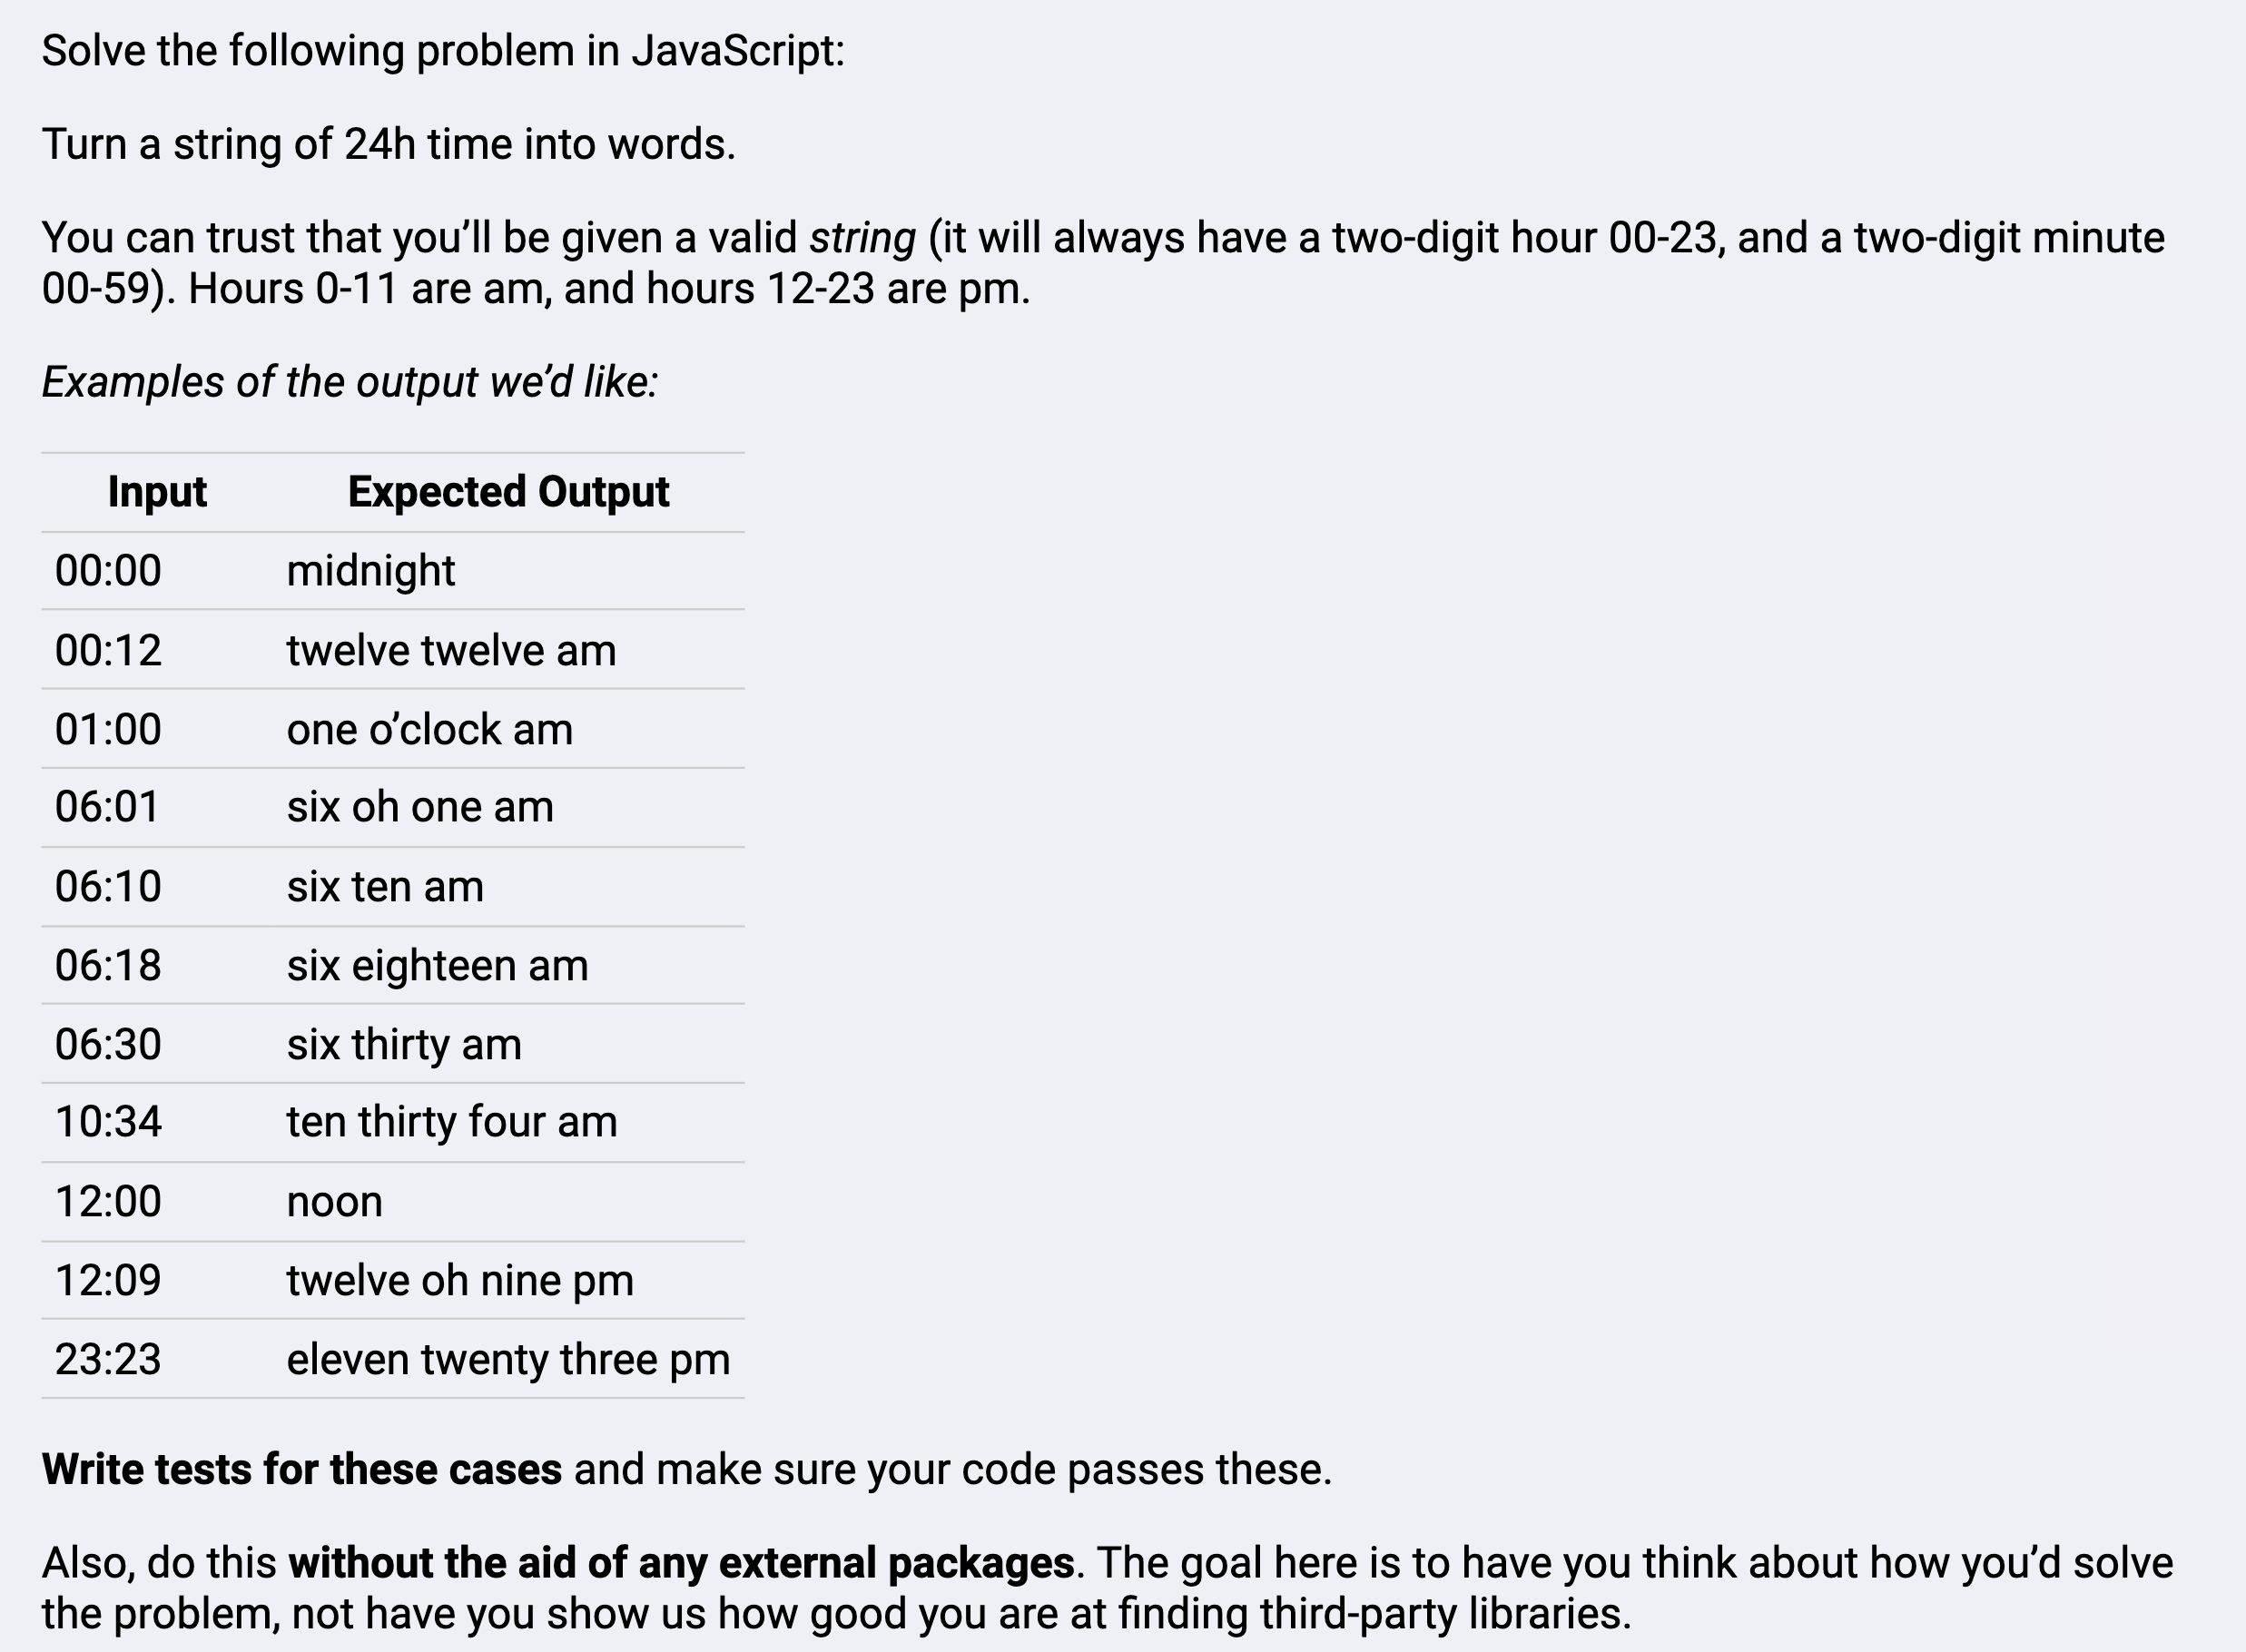 Solve the following problem in JavaScript:
Turn a string of 24h time into words.
You can trust that you’ll be given a valid string (it will always have a two-digit hour 00-23, and a two-digit minute
00-59). Hours 0-11 are am, and hours 12-23 are pm.
Examples of the output we’d like:
Input Expected Output
00:00 midnight
00:12 twelve twelve am
01:00 one o’clock am
06:01 six oh one am
06:10 six ten am
06:18 six eighteen am
06:30 six thirty am
10:34 ten thirty four am
12:00 noon
12:09 twelve oh nine pm
23:23 eleven twenty three pm
Write tests for these cases and make sure your code passes these.
Also, do this without the aid of any external packages. The goal here is to have you think about how you’d solve
the problem, not have you show us how good you are at finding third-party libraries.